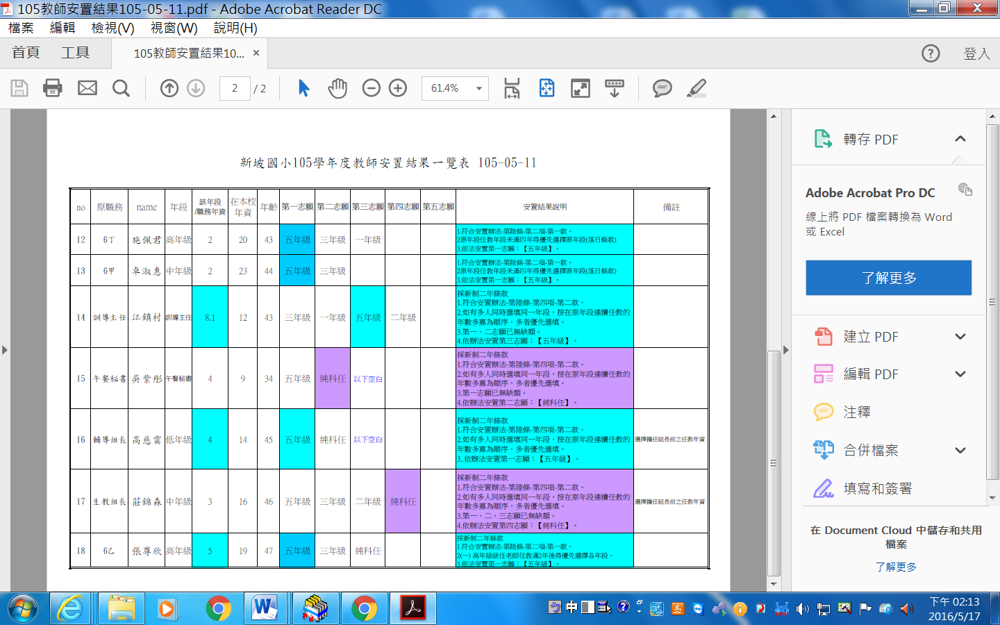 105教師安置結果105-05-11.pdf - Adobe Acrobat Reader DC
檔案 編輯 檢視(V) 視窗(W) 說明(H)
首頁 工具 105教師安置結果10... × 登入
2 / 2 61.4%
新坡國小105學年度教師安置結果一覽表 105-05-11
no 原職務 name 年段 該年段/職務年資 在本校年資 年齡 第一志願 第二志願 第三志願 第四志願 第五志願 安置結果說明 備註
12 6丁 施佩君 高年級 2 20 43 五年級 三年級 一年級
1.符合安置辦法-第陸條-第二項-第一款。
2原年段任教年段未滿四年得優先選擇原年段(落日條款)
3.依法安置第一志願：【五年級】。
13 6甲 卓淑惠 中年級 2 23 44 五年級 三年級
1.符合安置辦法-第陸條-第二項-第一款。
2原年段任教年段未滿四年得優先選擇原年段(落日條款)
3.依法安置第一志願：【五年級】。
14 訓導主任 江鎮村 訓導主任 8.1 12 43 三年級 一年級 五年級 二年級
採新制二年條款
1.符合安置辦法-第陸條-第四項-第二款。
2.如有多人同時選填同一年段，按在原年段連續任教的
年數多寡為順序，多者優先選填。
3.第一、二志願已無缺額。
4.依辦法安置第三志願：【五年級】。
15 午餐秘書 吳紫彤 午餐秘書 4 9 34 五年級 純科任 以下空白
採新制二年條款
1.符合安置辦法-第陸條-第四項-第二款。
2.如有多人同時選填同一年段，按在原年段連續任教的
年數多寡為順序，多者優先選填。
3.第一志願已無缺額。
4.依辦法安置第二志願：【純科任】。
16 輔導組長 高慈雲 低年級 4 14 45 五年級 純科任 以下空白
採新制二年條款
1.符合安置辦法-第陸條-第四項-第二款。
2.如有多人同時選填同一年段，按在原年段連續任教的
年數多寡為順序，多者優先選填。
3..依辦法安置第一志願：【五年級】。
選擇擔任組長前之任教年資
17 生教組長 莊錦森 中年級 3 16 46 五年級 三年級 二年級 純科任
採新制二年條款
1.符合安置辦法-第陸條-第四項-第二款。
2.如有多人同時選填同一年段，按在原年段連續任教的
年數多寡為順序，多者優先選填。
3.第一、二、三志願已無缺額。
4.依辦法安置第四志願：【純科任】。
選擇擔任組長前之任教年資
18 6乙 張尊欣 高年級 5 19 47 五年級 三年級 純科任
採新制二年條款
1.符合安置辦法-第陸條-第二項-第一款。
2(一) 高年級級任老師任教滿2年後得優先選擇各年段。
3.依法安置第一志願：【五年級】。
轉存 PDF
Adobe Acrobat Pro DC
線上將 PDF 檔案轉換為 Word
或 Excel
了解更多
建立 PDF
編輯 PDF
注釋
合併檔案
填寫和簽署
在 Document Cloud 中儲存和共用
檔案
了解更多
中
下午 02:13
2016/5/17